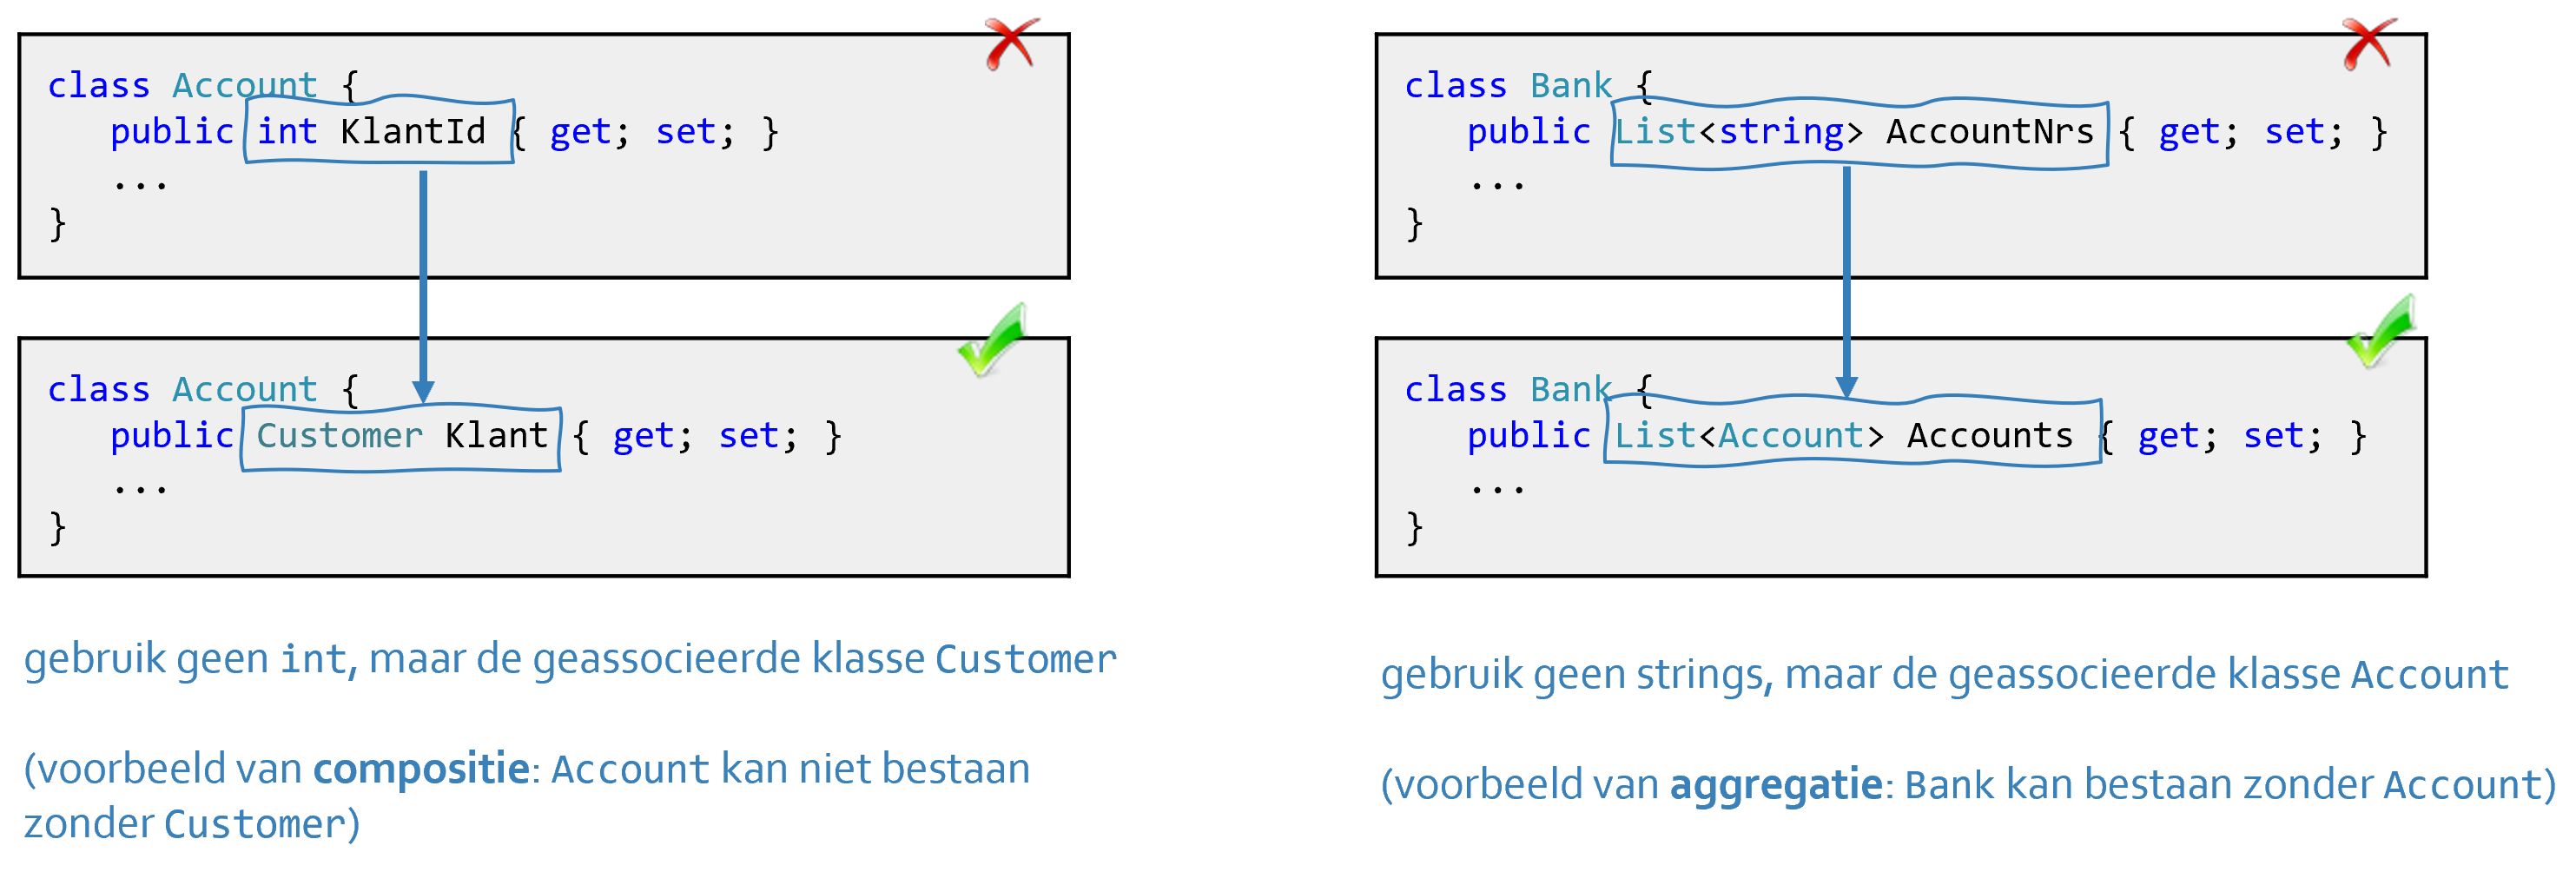 class Account {
public int KlantId { get; set; }
...
}
class Account {
public Customer Klant { get; set; }
...
}
gebruik geen int, maar de geassocieerde klasse Customer
(voorbeeld van compositie: Account kan niet bestaan
zonder Customer)
class Bank {
public List<string> AccountNrs { get; set; }
...
}
class Bank {
public List<Account> Accounts { get; set; }
...
}
gebruik geen strings, maar de geassocieerde klasse Account
(voorbeeld van aggregatie: Bank kan bestaan zonder Account)